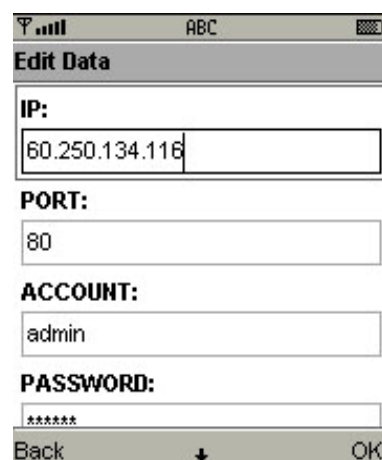 ABC
Edit Data
IP:
60.250.134.116
PORT:
80
ACCOUNT:
admin
PASSWORD:
******
Back OK